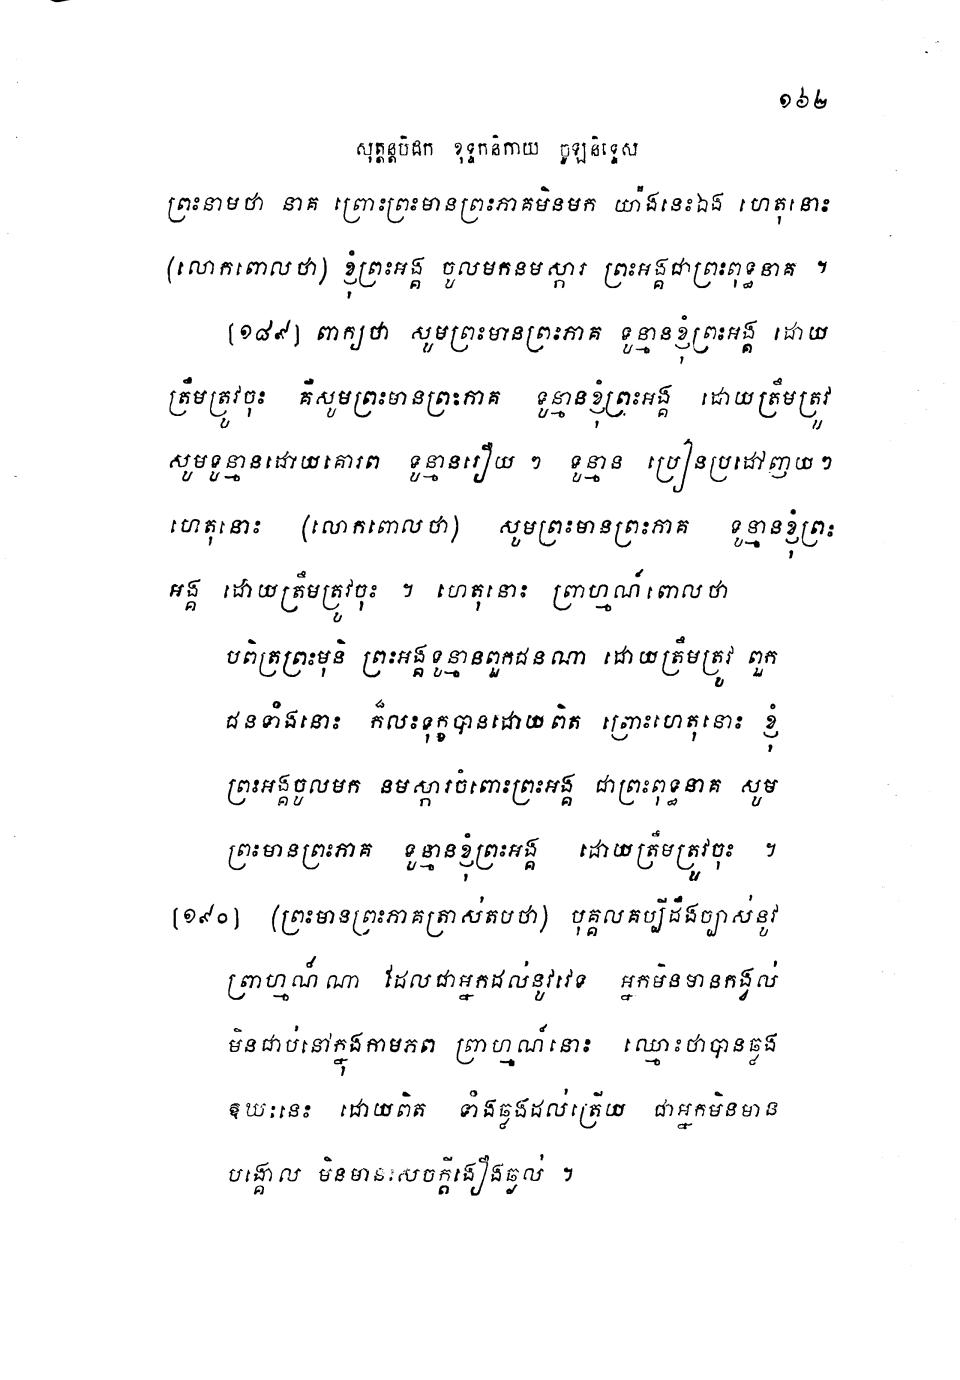 ១៦២
សុត្តន្តបិដក ខុទ្ទកនិកាយ ចូឡនិទ្ទេស
ព្រះនាមថា នាគ ព្រោះព្រះមានព្រះភាគមិនមក យ៉ាងនេះឯង ហេតុនោះ
(លោកពោលថា) ខ្ញុំព្រះអង្គ ចូលមកនមស្ការ ព្រះអង្គជាព្រះពុទ្ធនាគ ។
[១៨៩] ពាក្យថា សូមព្រះមានព្រះភាគ ទូន្មានខ្ញុំព្រះអង្គ ដោយ
ត្រឹមត្រូវចុះ គឺសូមព្រះមានព្រះភាគ ទូន្មានខ្ញុំព្រះអង្គ ដោយត្រឹមត្រូវ
សូមទូន្មានដោយគោរព ទូន្មានរឿយ ៗ ទូន្មាន ប្រៀនប្រដៅញយៗ
ហេតុនោះ (លោកពោលថា) សូមព្រះមានព្រះភាគ ទូន្មានខ្ញុំព្រះ
អង្គ ដោយត្រឹមត្រូវចុះ ។ ហេតុនោះ ព្រាហ្មណ៍ពោលថា
បពិត្រព្រះមុនិ ព្រះអង្គទូន្មានពួកជនណា ដោយត្រឹមត្រូវ ពួក
ជនទាំងនោះ ក៏លះទុក្ខបានដោយពិត ព្រោះហេតុនោះ ខ្ញុំ
ព្រះអង្គចូលមក នមស្ការចំពោះព្រះអង្គ ជាព្រះពុទ្ធនាគ សូម
ព្រះមានព្រះភាគ ទូន្មានខ្ញុំព្រះអង្គ ដោយត្រឹមត្រូវចុះ ។
[១៩០] (ព្រះមានព្រះភាគត្រាស់តបថា) បុគ្គលគប្បីដឹងច្បាស់នូវ
ព្រាហ្មណ៍ណា ដែលជាអ្នកដល់នូវវេទ អ្នកមិនមានកង្វល់
មិនជាប់នៅក្នុងកាមភព ព្រាហ្មណ៍នោះ ឈ្មោះថាបានឆ្លង
ឱឃៈនេះ ដោយពិត ទាំងឆ្លងដល់ត្រើយ ជាអ្នកមិនមាន
បង្គោល មិនមានសេចក្តីងឿងឆ្ងល់ ។